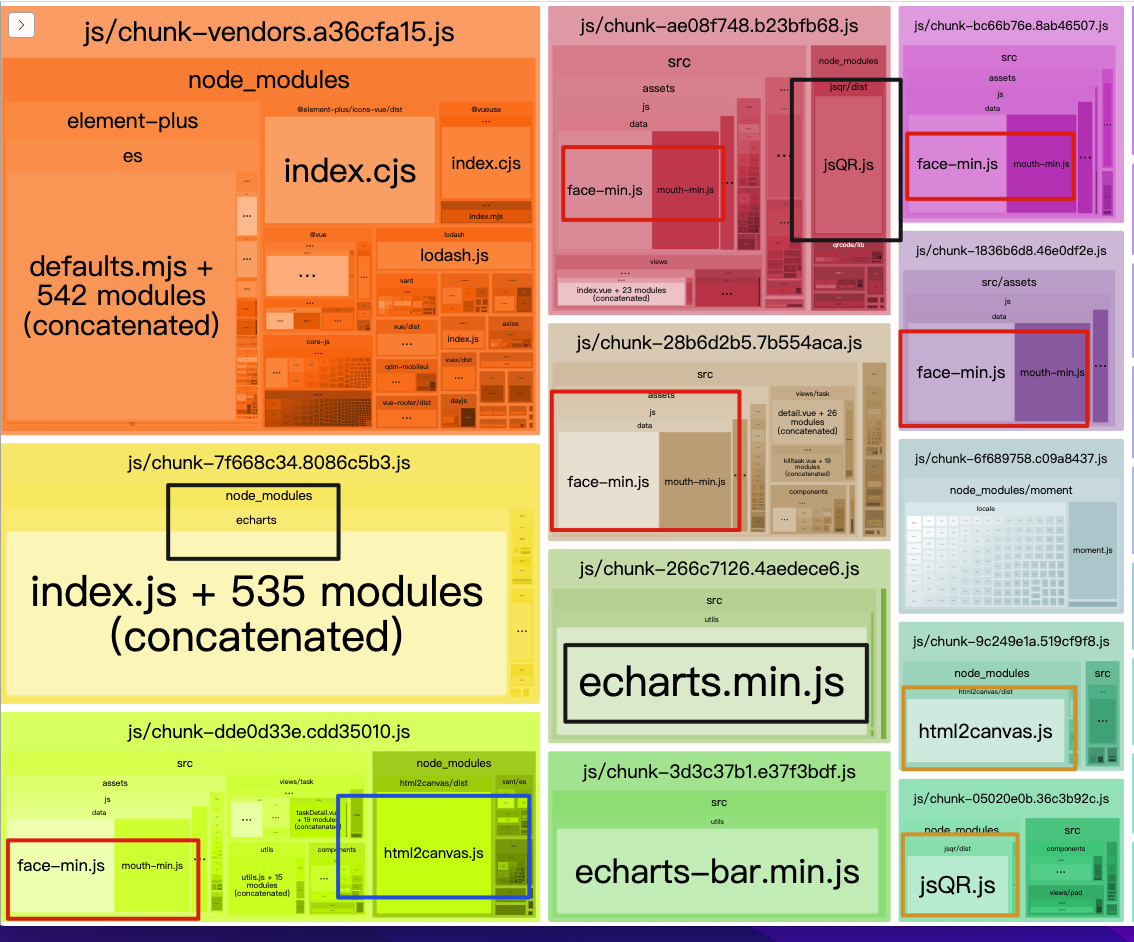 js/chunk-vendors.a36cfa15.js
node_modules
element-plus
es
defaults.mjs +
542 modules
(concatenated)
@element-plus/icons-vue/dist
index.cjs
@vueuse
...
index.cjs
...
index.mjs
@vue
...
...
lodash
lodash.js
vant
vue/dist
...
index.js
axios
core-js
...
qdm-mobileui
...
vuex/dist
...
vue-router/dist
...
dayjs
js/chunk-7f668c34.8086c5b3.js
node_modules
echarts
index.js + 535 modules
(concatenated)
...
js/chunk-dde0d33e.cdd35010.js
src
assets
js
data
face-min.js
mouth-min.js
...
views/task
...
...
taskDetail.vu
+ 19 module
(concatenated)
utils
utils.js + 15
modules
(concatenated)
components
...
node_modules
html2canvas/dist
html2canvas.js
vant/es
...
js/chunk-ae08f748.b23bfb68.js
src
assets
js
data
face-min.js
mouth-min.js
...
views
...
index.vue + 23 modules
(concatenated)
...
...
node_modules
jsqr/dist
jsQR.js
qrcode/lib
js/chunk-28b6d2b5.7b554aca.js
src
assets
js
data
face-min.js
mouth-min.js
...
views/task
detail.vue + 26
modules
(concatenated)
...
killtask.vue + 19
modules
(concatenated)
components
...
js/chunk-266c7126.4aedece6.js
src
utils
echarts.min.js
js/chunk-3d3c37b1.e37f3bdf.js
src
utils
echarts-bar.min.js
js/chunk-bc66b76e.8ab46507.js
src
assets
js
data
face-min.js
mouth-min.js
...
js/chunk-1836b6d8.46e0df2e.js
src/assets
js
data
face-min.js
mouth-min.js
...
js/chunk-6f689758.c09a8437.js
node_modules/moment
locale
moment.js
js/chunk-9c249e1a.519cf9f8.js
node_modules
html2canvas/dist
html2canvas.js
src
...
...
js/chunk-05020e0b.36c3b92c.js
node_modules
jsqr/dist
jsQR.js
src
components
...
...
views/pad
...